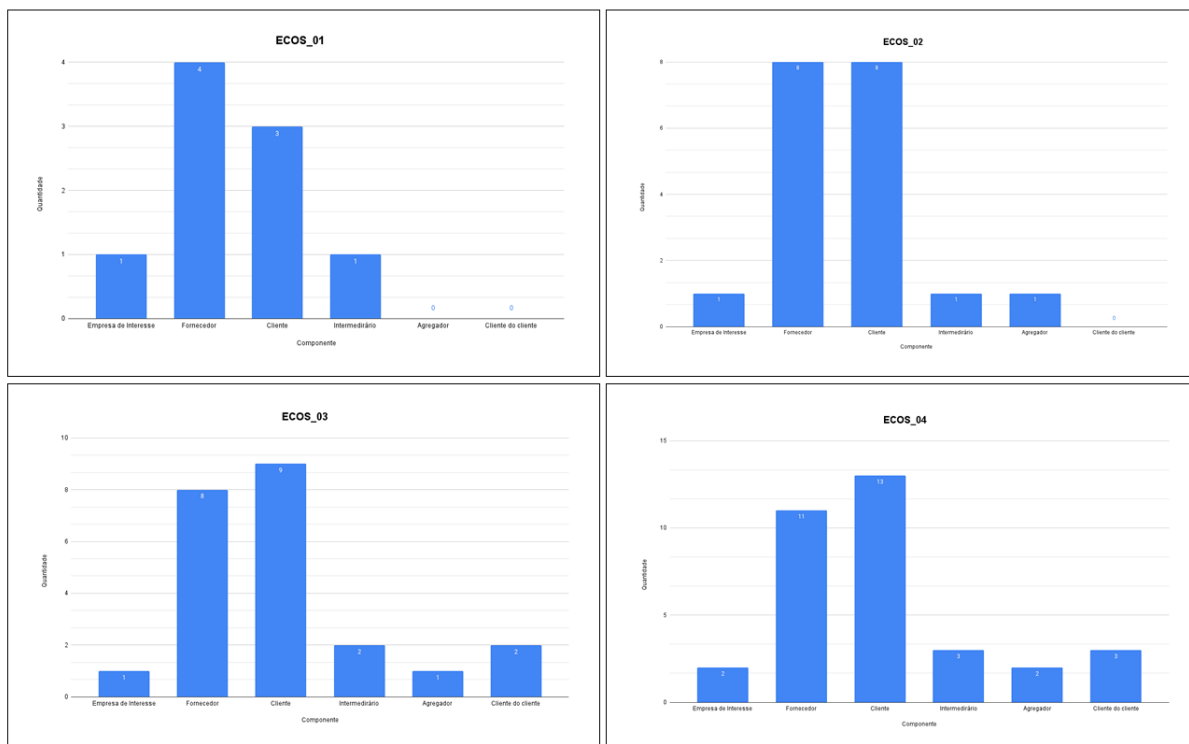 ECOS_01
Quantidade
4
3
2
1
0
1
4
3
1
0
0
Empresa de Interesse Fornecedor Cliente Intermedirário Agregador Cliente do cliente
Componente
ECOS_02
Quantidade
8
6
4
2
0
1
8
8
1
1
0
Empresa de Interesse Fornecedor Cliente Intermedirário Agregador Cliente do cliente
Componente
ECOS_03
Quantidade
10
8
6
4
2
0
1
8
9
2
1
2
Empresa de Interesse Fornecedor Cliente Intermedirário Agregador Cliente do cliente
Componente
ECOS_04
Quantidade
15
10
5
0
2
11
13
3
2
3
Empresa de Interesse Fornecedor Cliente Intermedirário Agregador Cliente do cliente
Componente